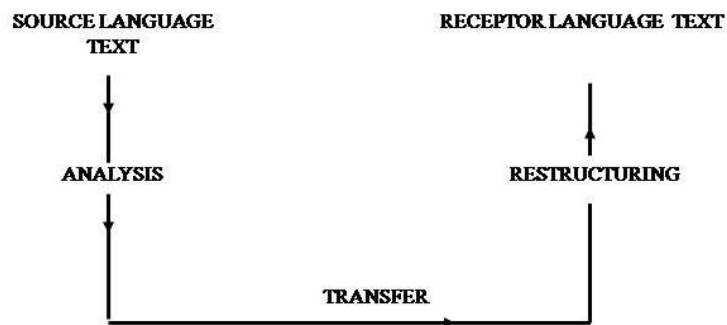 SOURCE LANGUAGE
TEXT
RECEPTOR LANGUAGE TEXT
ANALYSIS
RESTRUCTURING
TRANSFER